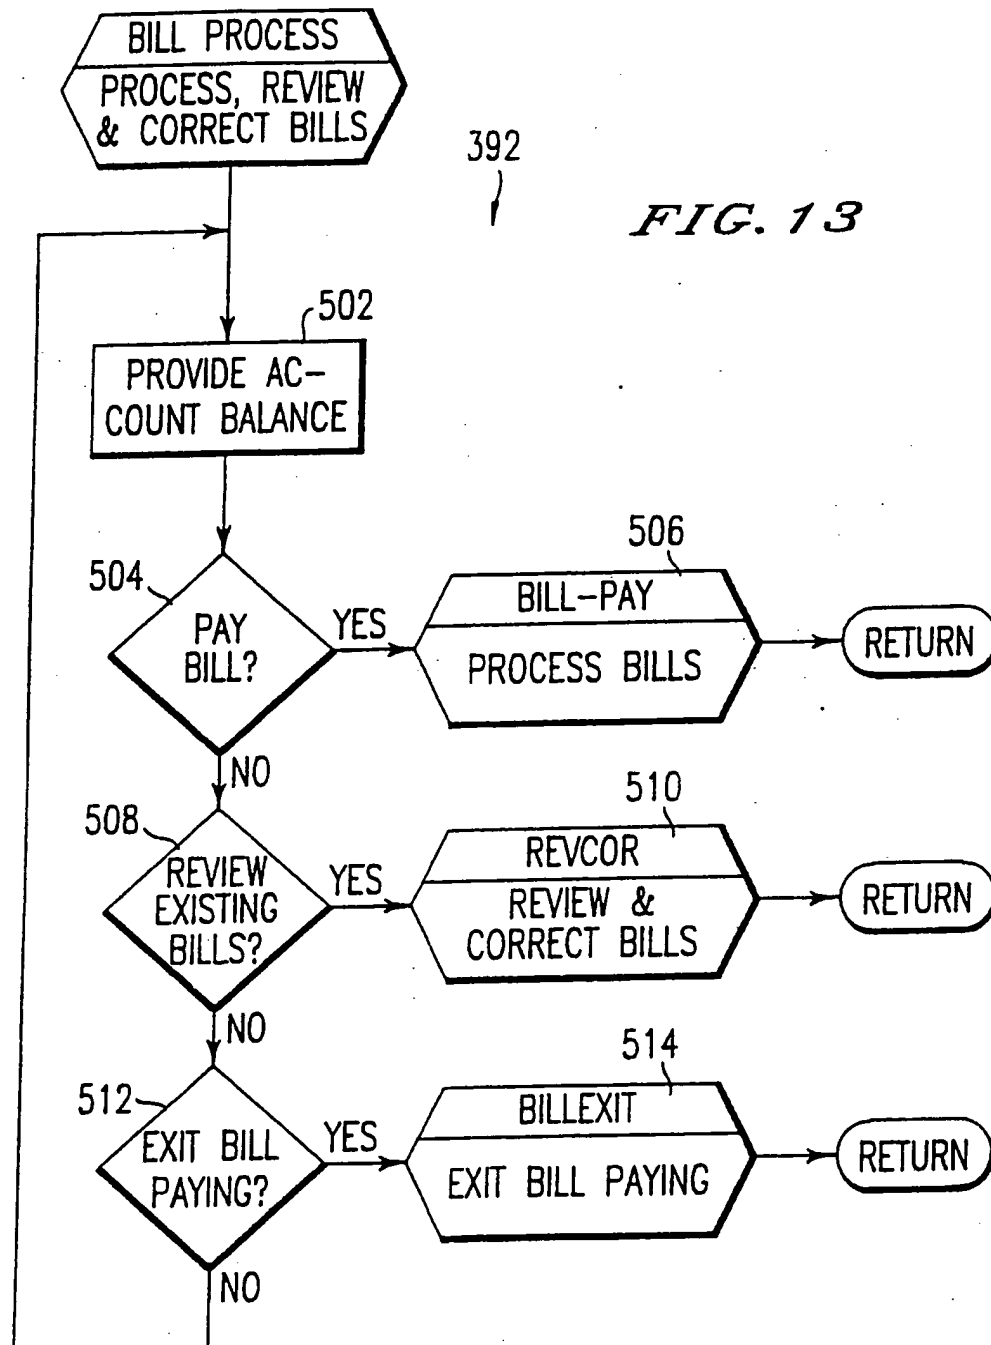 BILL PROCESS
PROCESS, REVIEW
& CORRECT BILLS
392
FIG. 13
502
PROVIDE AC-
COUNT BALANCE
504
PAY
BILL?
YES
506
BILL-PAY
PROCESS BILLS
RETURN
NO
508
REVIEW
EXISTING
BILLS?
YES
510
REVCOR
REVIEW &
CORRECT BILLS
RETURN
NO
512
EXIT BILL
PAYING?
YES
514
BILLEXIT
EXIT BILL PAYING
RETURN
NO